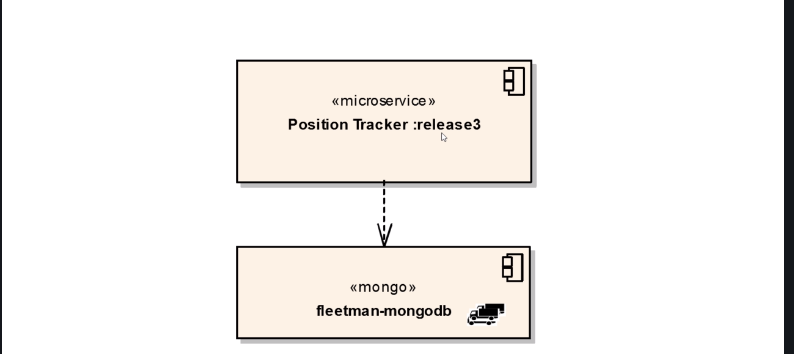 «microservice»
Position Tracker :release3
«mongo»
fleetman-mongodb